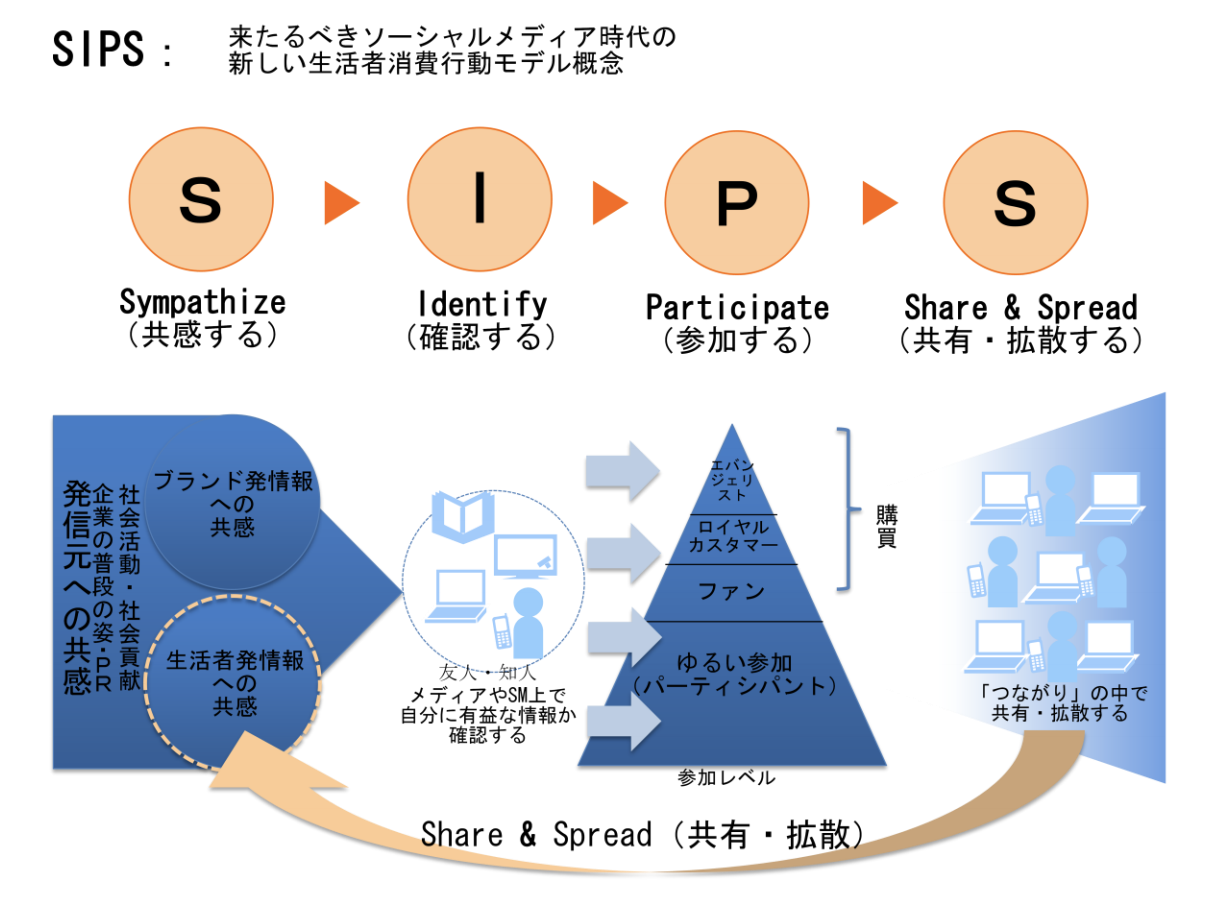 SIPS：
来たるべきソーシャルメディア時代の
新しい生活者消費行動モデル概念
S
I
P
S
Sympathize
（共感する）
Identify
（確認する）
Participate
（参加する）
Share & Spread
（共有・拡散する）
発信元への共感
企業の普段の姿・PR
社会活動・社会貢献
ブランド発情報
への
共感
生活者発情報
への
共感
友人・知人
メディアやSM上で
自分に有益な情報か
確認する
エバン
ジェリ
スト
ロイヤル
カスタマー
ファン
ゆるい参加
（パーティシパント）
参加レベル
購買
「つながり」の中で
共有・拡散する
Share & Spread（共有・拡散）